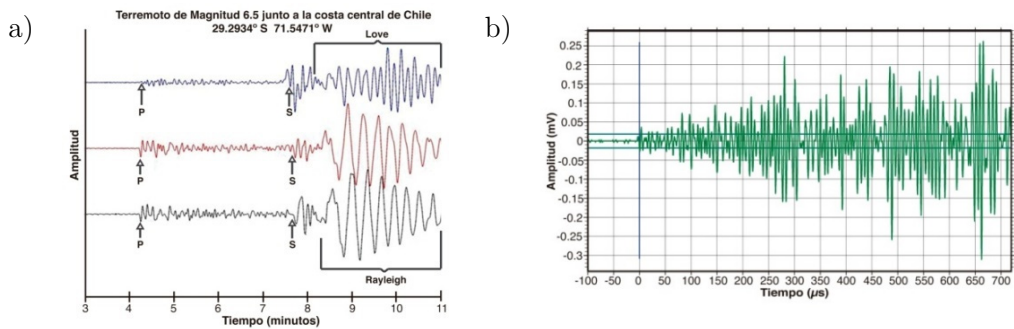 a)
Terremoto de Magnitud 6.5 junto a la costa central de Chile
29.2934° S 71.5471° W
Love
P
S
P
S
P
S
Rayleigh
Amplitud
3 4 5 6 7 8 9 10 11
Tiempo (minutos)
b)
Amplitud (mV)
0.25
0.2
0.15
0.1
0.05
0
-0.05
-0.1
-0.15
-0.2
-0.25
-0.3
-100 -50 0 50 100 150 200 250 300 350 400 450 500 550 600 650 700
Tiempo (µs)